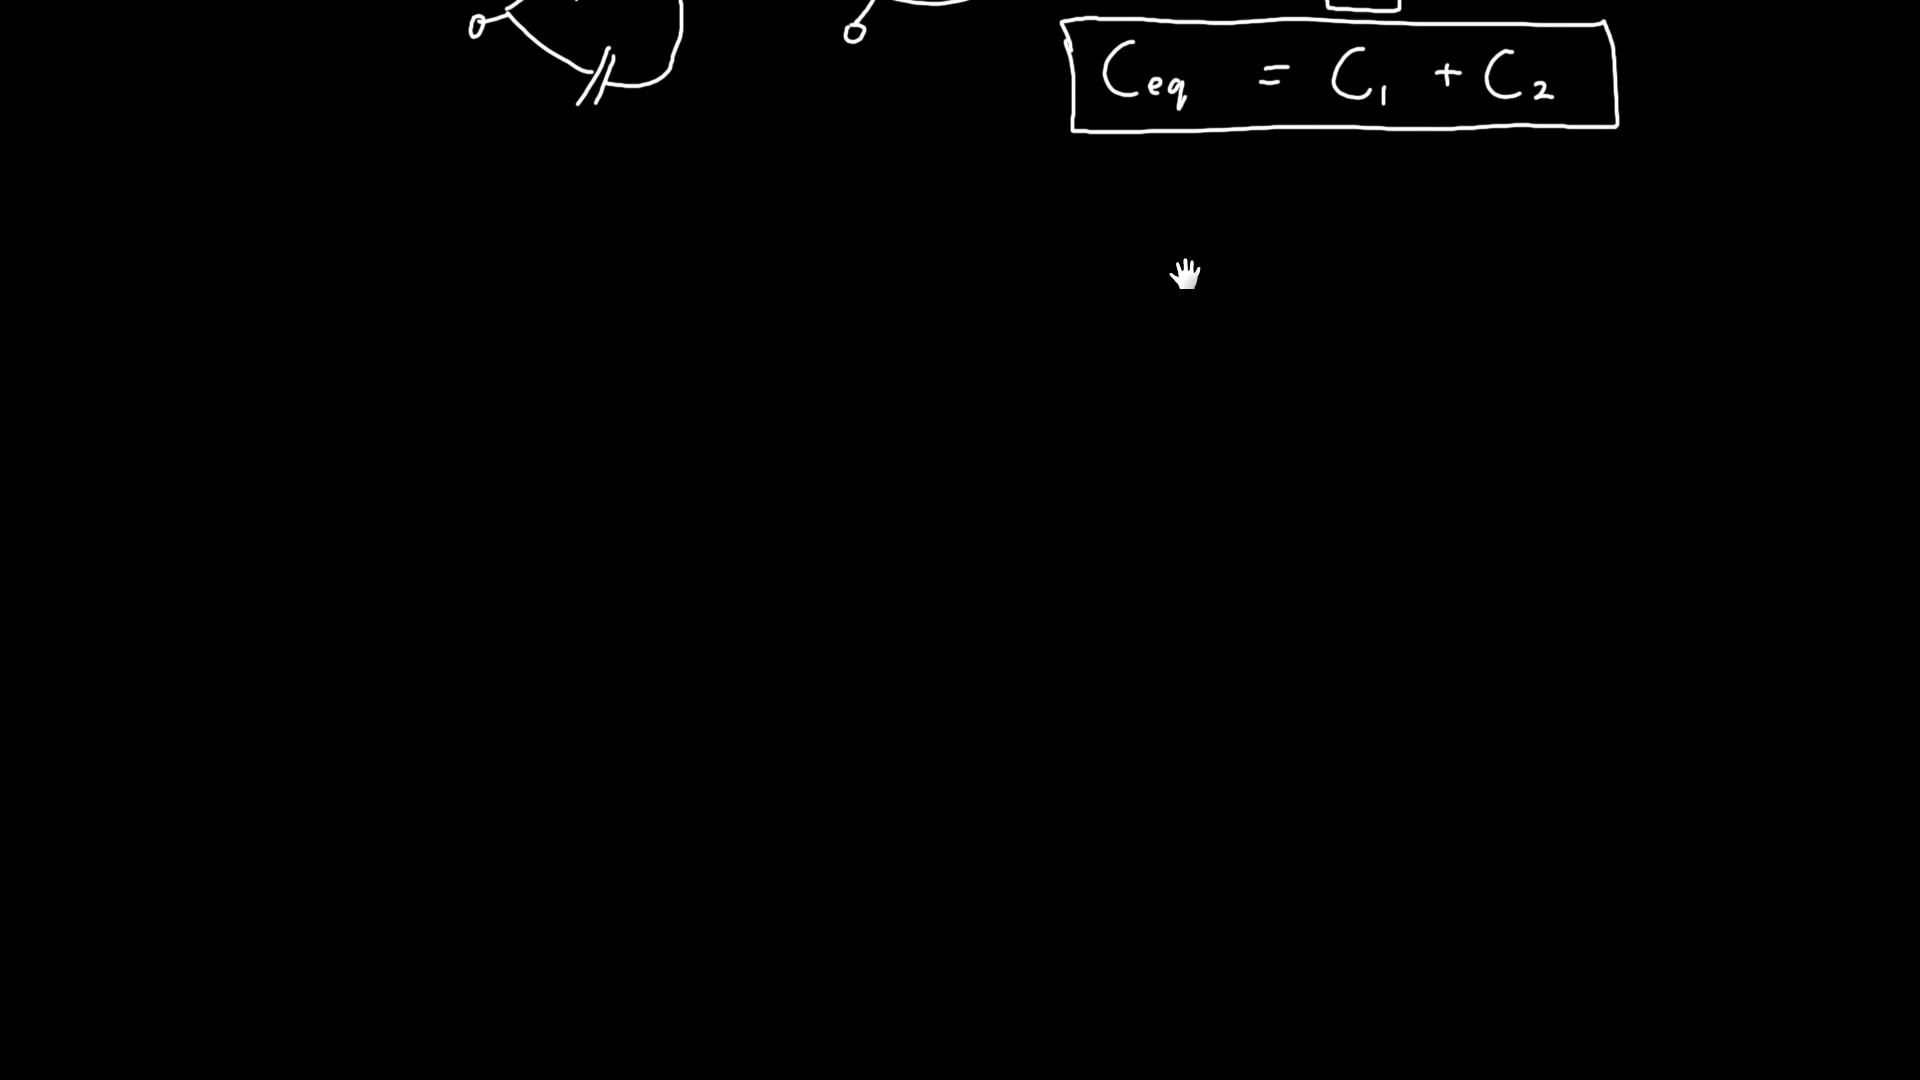 Ceq = C₁ + C₂